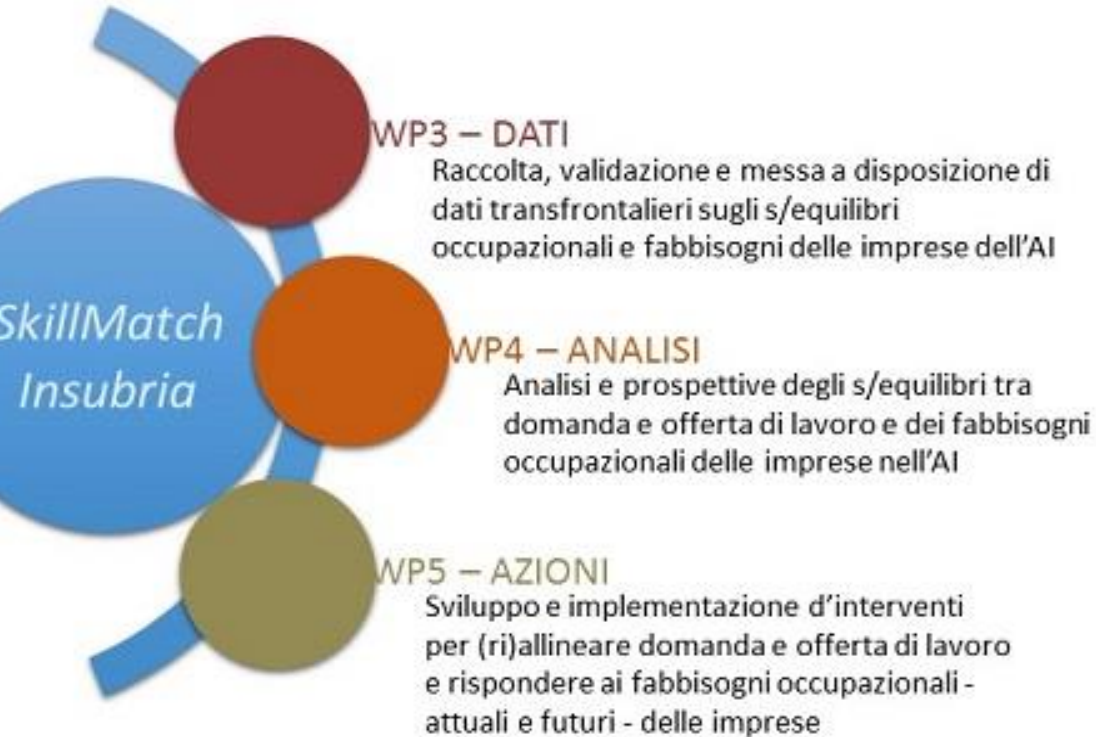 SkillMatch
Insubria
WP3 – DATI
Raccolta, validazione e messa a disposizione di
dati transfrontalieri sugli s/equilibri
occupazionali e fabbisogni delle imprese dell'AI
WP4 – ANALISI
Analisi e prospettive degli s/equilibri tra
domanda e offerta di lavoro e dei fabbisogni
occupazionali delle imprese nell'AI
WP5 – AZIONI
Sviluppo e implementazione d'interventi
per (ri)allineare domanda e offerta di lavoro
e rispondere ai fabbisogni occupazionali -
attuali e futuri - delle imprese